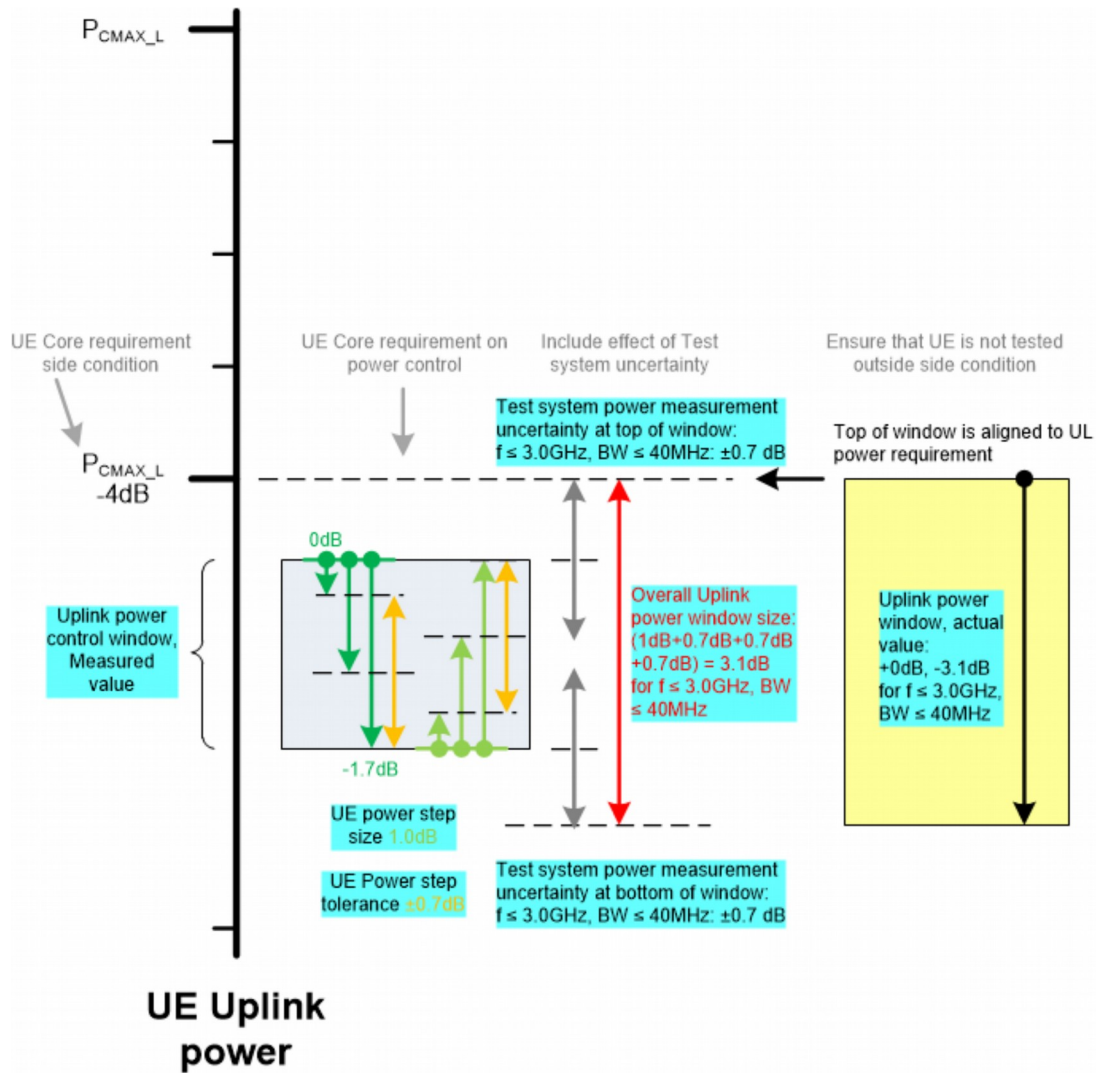 PCMAX_L
UE Core requirement
side condition
UE Core requirement on
power control
Include effect of Test
system uncertainty
Ensure that UE is not tested
outside side condition
Test system power measurement
uncertainty at top of window:
f ≤ 3.0GHz, BW ≤ 40MHz: ±0.7 dB
Top of window is aligned to UL
power requirement
PCMAX_L
-4dB
0dB
Uplink power
control window,
Measured
value
Overall Uplink
power window size:
(1dB+0.7dB+0.7dB
+0.7dB) = 3.1dB
for f ≤ 3.0GHz, BW
≤ 40MHz
Uplink power
window, actual
value:
+0dB, -3.1dB
for f ≤ 3.0GHz,
BW ≤ 40MHz
-1.7dB
UE power step
size 1.0dB
UE Power step
tolerance ±0.7dB
Test system power measurement
uncertainty at bottom of window:
f ≤ 3.0GHz, BW ≤ 40MHz: ±0.7 dB
UE Uplink
power